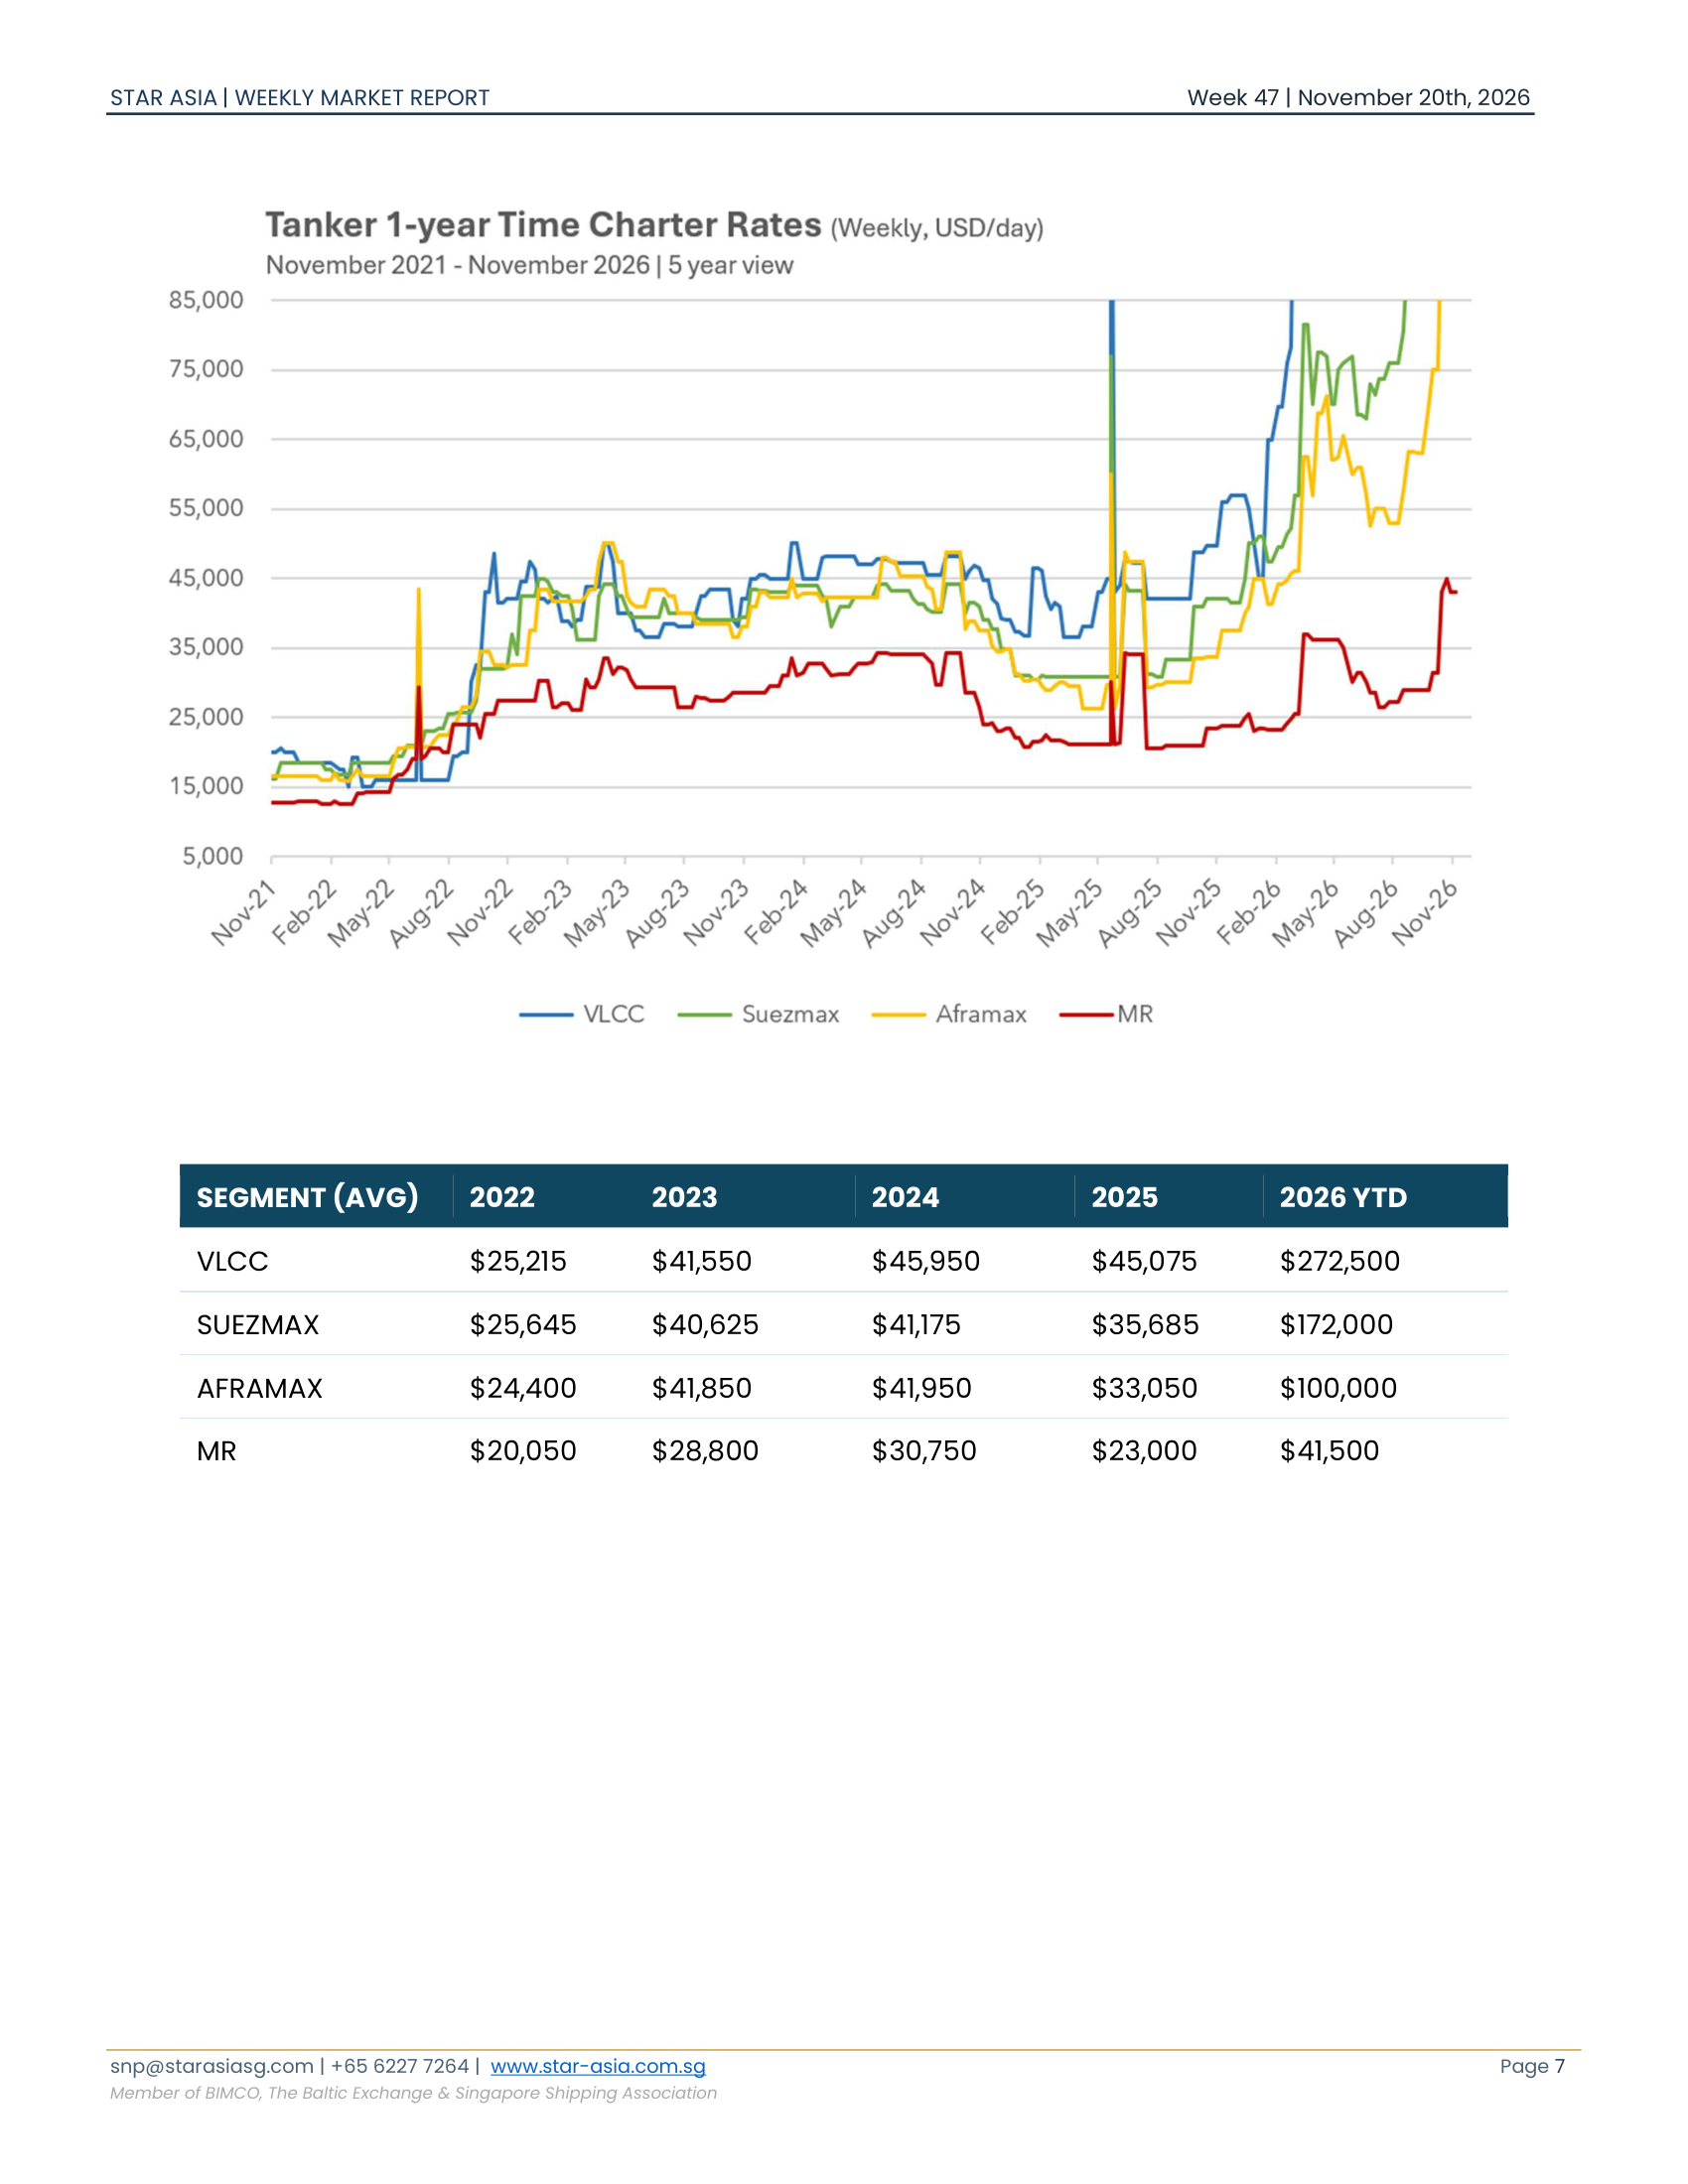 STAR ASIA | WEEKLY MARKET REPORT
Week 47 | November 20th, 2026
Tanker 1-year Time Charter Rates (Weekly, USD/day)
November 2021 - November 2026 | 5 year view
85,000
75,000
65,000
55,000
45,000
35,000
25,000
15,000
5,000
Nov-21 Feb-22 May-22 Aug-22 Nov-22 Feb-23 May-23 Aug-23 Nov-23 Feb-24 May-24 Aug-24 Nov-24 Feb-25 May-25 Aug-25 Nov-25 Feb-26 May-26 Aug-26 Nov-26
VLCC Suezmax Aframax MR
SEGMENT (AVG) 2022 2023 2024 2025 2026 YTD
VLCC $25,215 $41,550 $45,950 $45,075 $272,500
SUEZMAX $25,645 $40,625 $41,175 $35,685 $172,000
AFRAMAX $24,400 $41,850 $41,950 $33,050 $100,000
MR $20,050 $28,800 $30,750 $23,000 $41,500
snp@starasiasg.com | +65 6227 7264 | www.star-asia.com.sg
Page 7
Member of BIMCO, The Baltic Exchange & Singapore Shipping Association